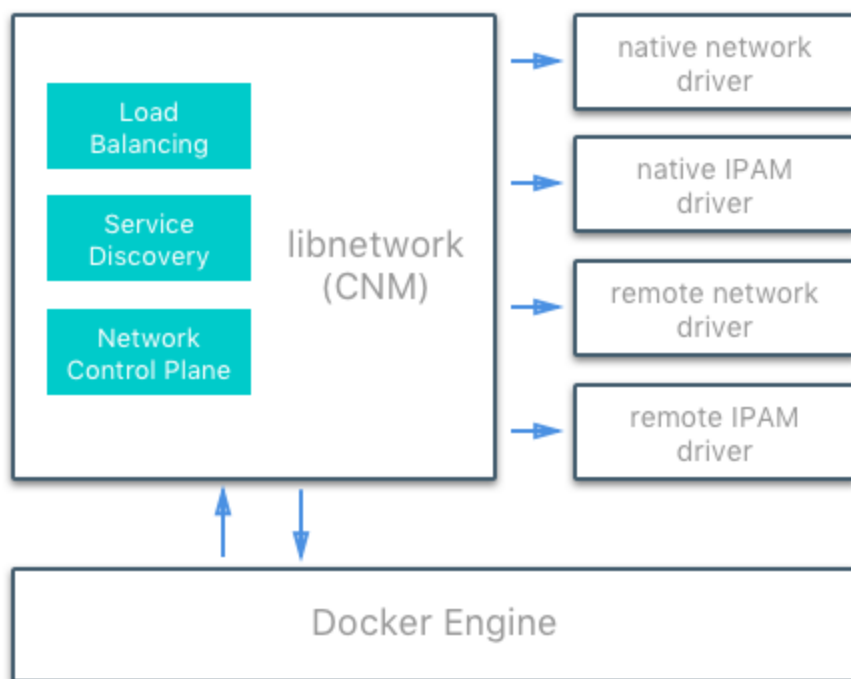 Load
Balancing
Service
Discovery
Network
Control Plane
libnetwork
(CNM)
native network
driver
native IPAM
driver
remote network
driver
remote IPAM
driver
Docker Engine